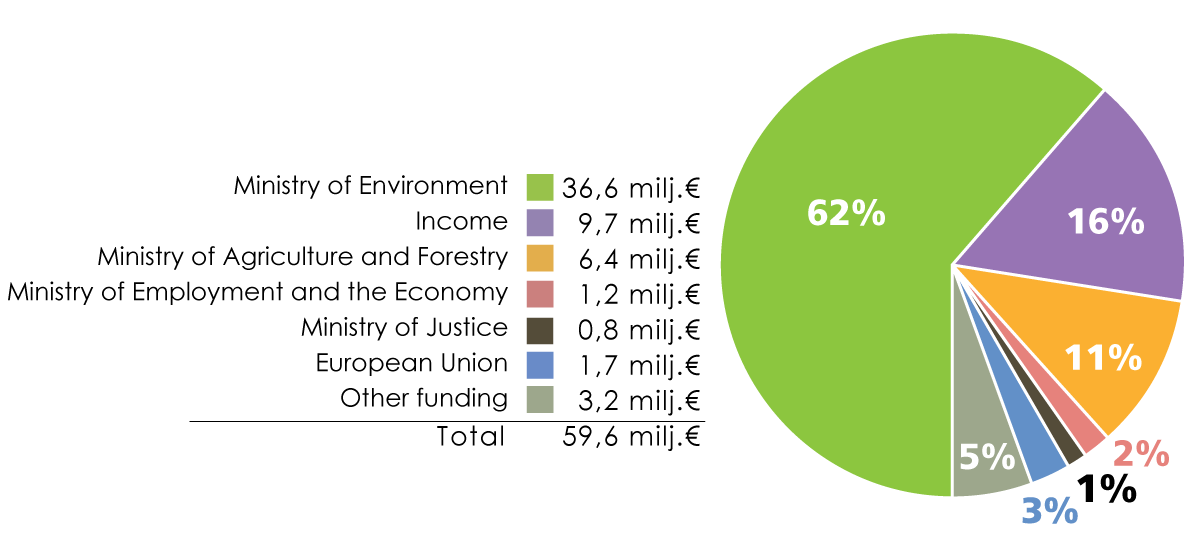 Ministry of Environment 36,6 milj.€
Income 9,7 milj.€
Ministry of Agriculture and Forestry 6,4 milj.€
Ministry of Employment and the Economy 1,2 milj.€
Ministry of Justice 0,8 milj.€
European Union 1,7 milj.€
Other funding 3,2 milj.€
Total 59,6 milj.€
62%
16%
11%
2%
1%
3%
5%